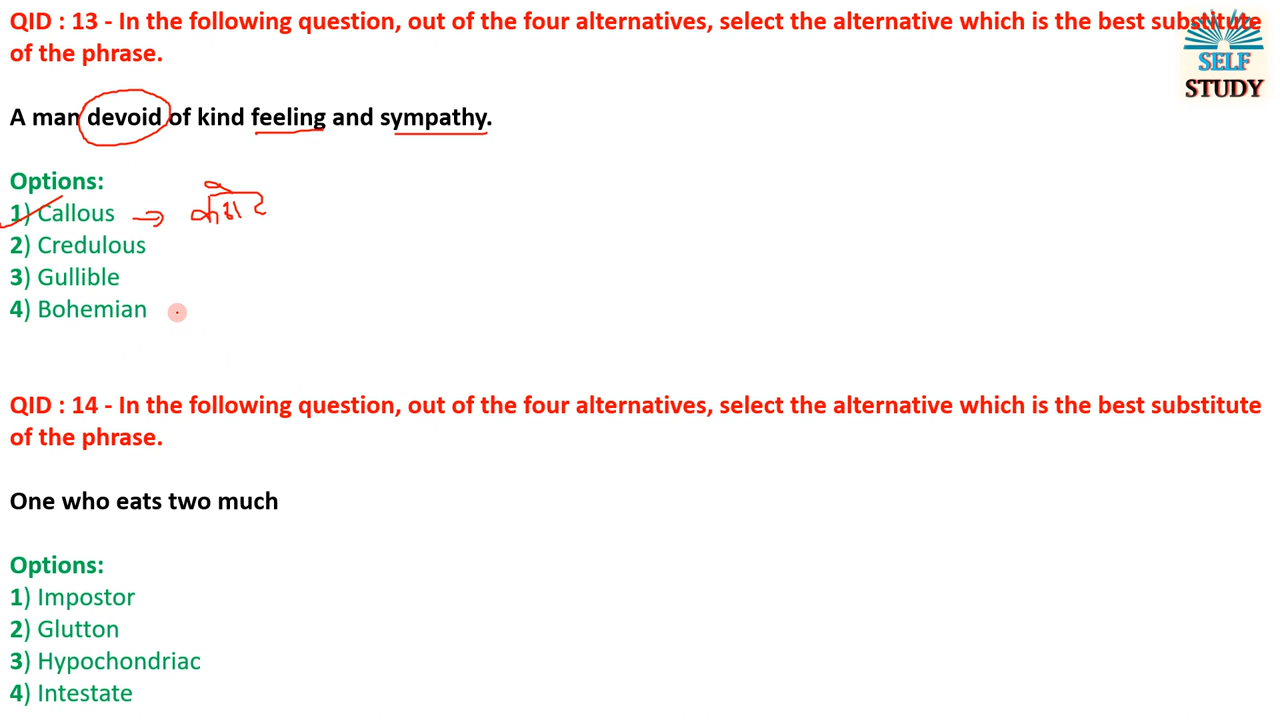 QID : 13 - In the following question, out of the four alternatives, select the alternative which is the best substitute
of the phrase.
SELF
STUDY
A man devoid of kind feeling and sympathy.
Options:
1) Callous
2) Credulous
3) Gullible
4) Bohemian
QID : 14 - In the following question, out of the four alternatives, select the alternative which is the best substitute
of the phrase.
One who eats two much
Options:
1) Impostor
2) Glutton
3) Hypochondriac
4) Intestate